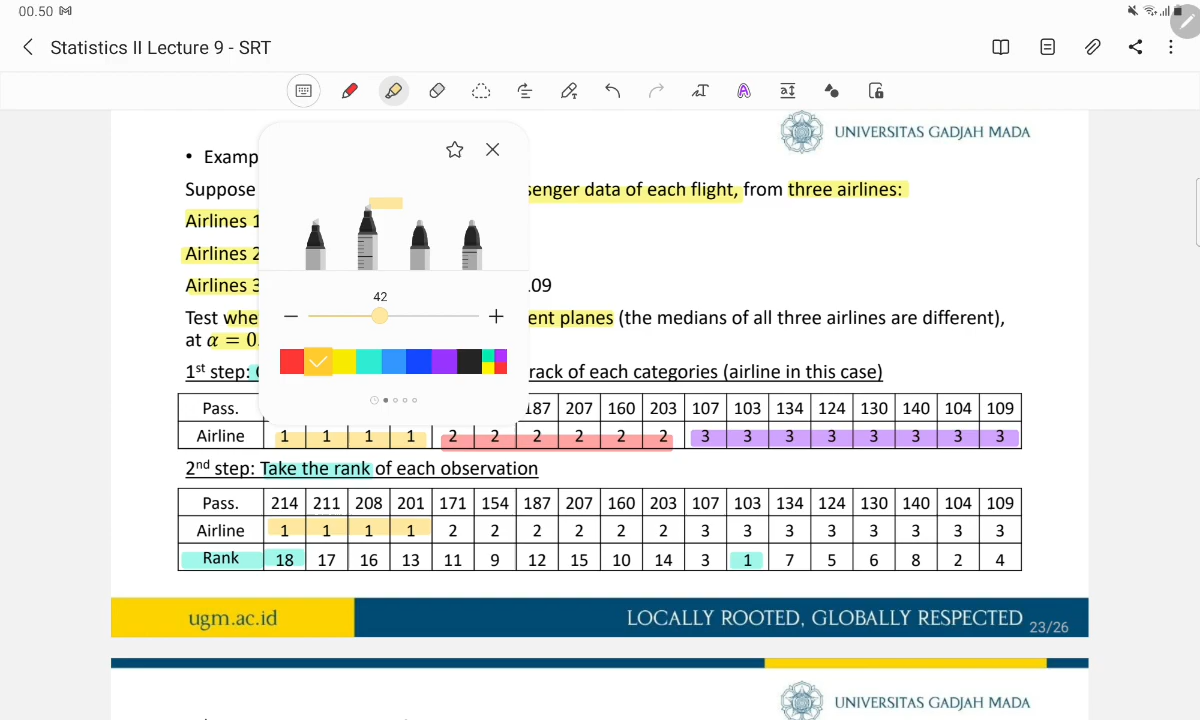 00.50
Statistics II Lecture 9 - SRT
UNIVERSITAS GADJAH MADA
• Examp
Suppose senger data of each flight, from three airlines:
Airlines 1
Airlines 2
Airlines 3 .09
Test whe ent planes (the medians of all three airlines are different),
at α = 0.
42
1st step: rack of each categories (airline in this case)
Pass. 187 207 160 203 107 103 134 124 130 140 104 109
Airline 1 1 1 1 2 2 2 2 2 2 3 3 3 3 3 3 3 3
2nd step: Take the rank of each observation
Pass. 214 211 208 201 171 154 187 207 160 203 107 103 134 124 130 140 104 109
Airline 1 1 1 1 2 2 2 2 2 2 3 3 3 3 3 3 3 3
Rank 18 17 16 13 11 9 12 15 10 14 3 1 7 5 6 8 2 4
ugm.ac.id
LOCALLY ROOTED, GLOBALLY RESPECTED 23/26
UNIVERSITAS GADJAH MADA